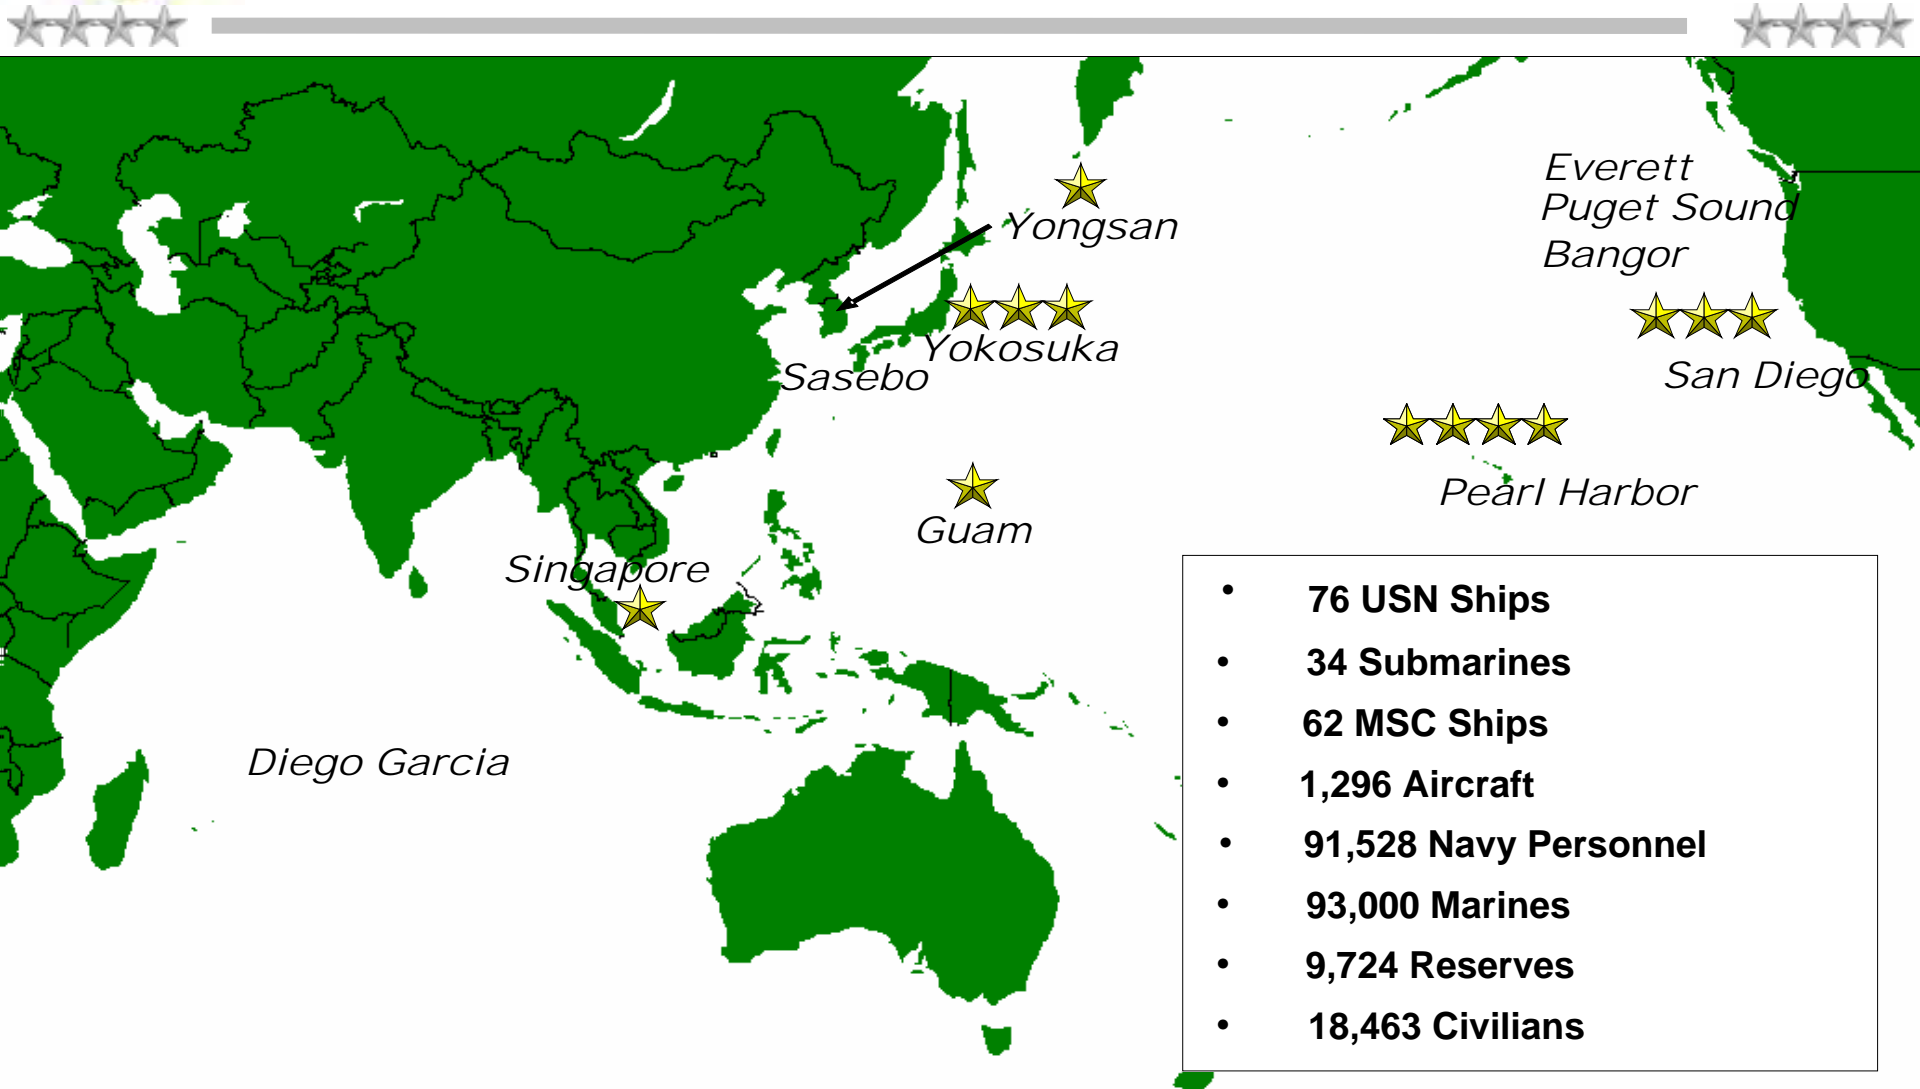 Everett
Puget Sound
Bangor
Yongsan
Yokosuka
Sasebo
San Diego
Pearl Harbor
Guam
Singapore
Diego Garcia
• 76 USN Ships
• 34 Submarines
• 62 MSC Ships
• 1,296 Aircraft
• 91,528 Navy Personnel
• 93,000 Marines
• 9,724 Reserves
• 18,463 Civilians